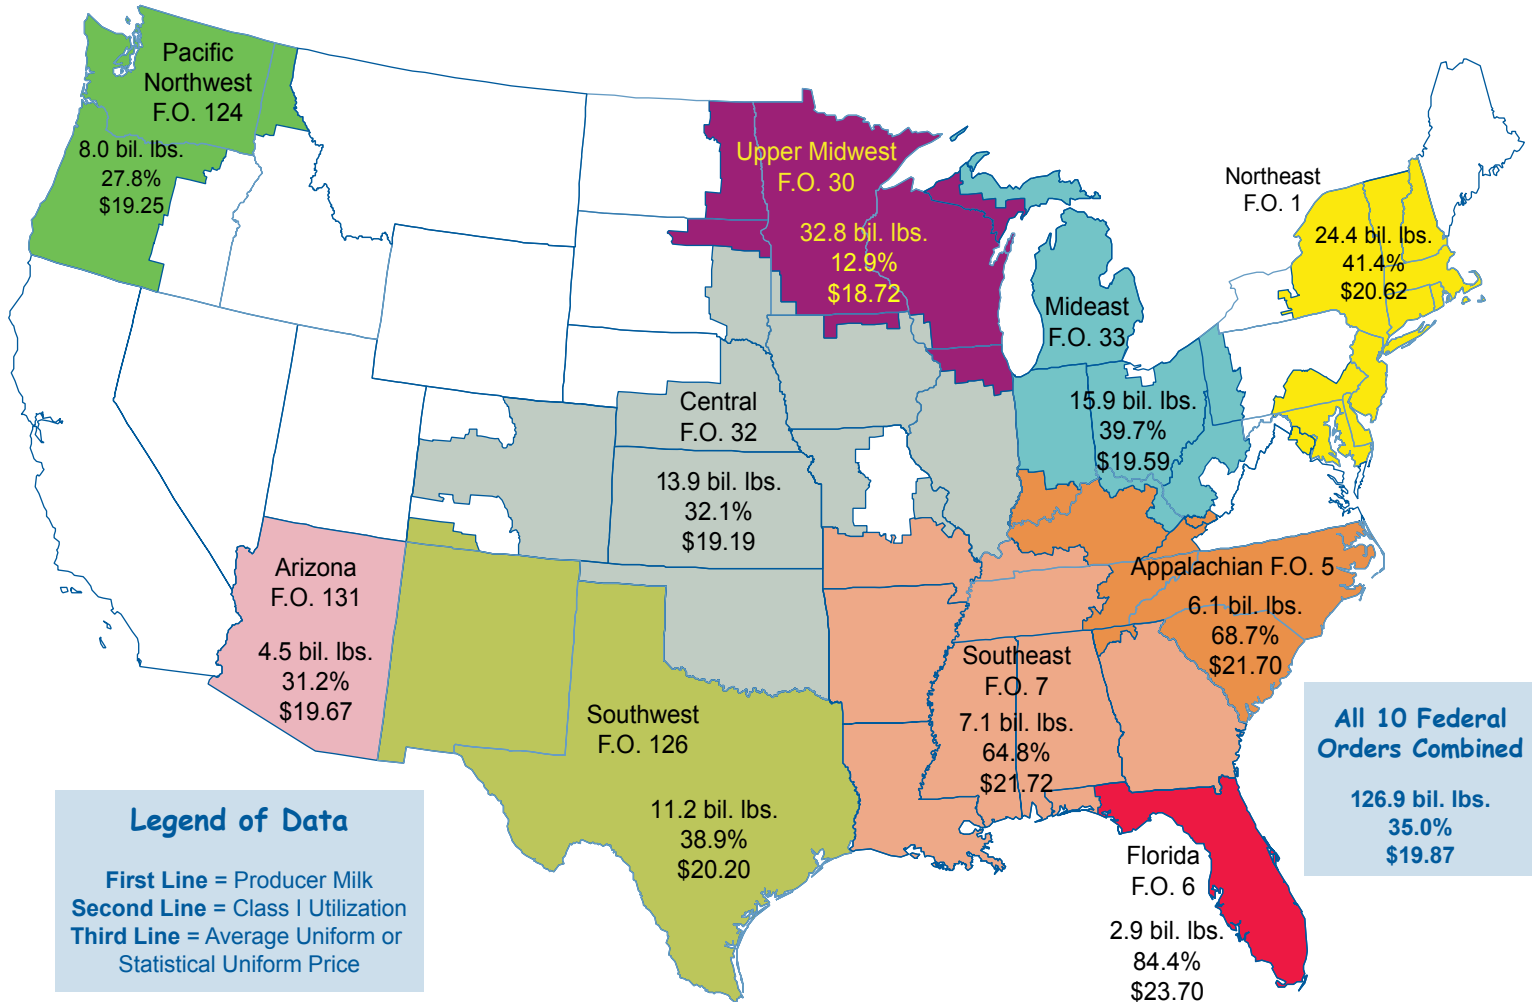 Pacific
Northwest
F.O. 124
8.0 bil. lbs.
27.8%
$19.25
Upper Midwest
F.O. 30
32.8 bil. lbs.
12.9%
$18.72
Northeast
F.O. 1
24.4 bil. lbs.
41.4%
$20.62
Mideast
F.O. 33
15.9 bil. lbs.
39.7%
$19.59
Central
F.O. 32
13.9 bil. lbs.
32.1%
$19.19
Arizona
F.O. 131
4.5 bil. lbs.
31.2%
$19.67
Appalachian F.O. 5
6.1 bil. lbs.
68.7%
$21.70
Southeast
F.O. 7
7.1 bil. lbs.
64.8%
$21.72
Southwest
F.O. 126
11.2 bil. lbs.
38.9%
$20.20
All 10 Federal
Orders Combined
126.9 bil. lbs.
35.0%
$19.87
Legend of Data
First Line = Producer Milk
Second Line = Class I Utilization
Third Line = Average Uniform or
Statistical Uniform Price
Florida
F.O. 6
2.9 bil. lbs.
84.4%
$23.70